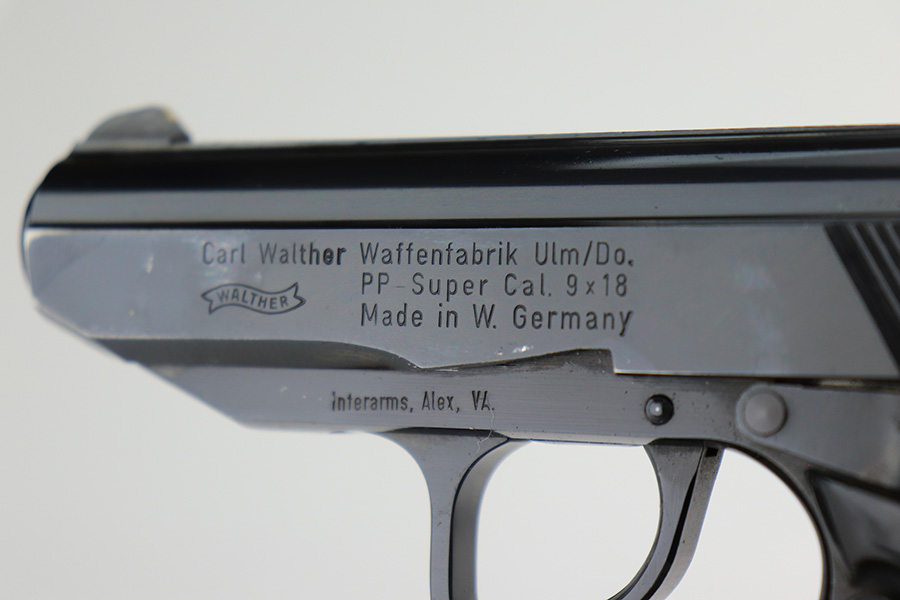 Carl Walther Waffenfabrik Ulm/Do.
WALTHER
PP-Super Cal. 9x18
Made in W. Germany
Interarms, Alex, VA.